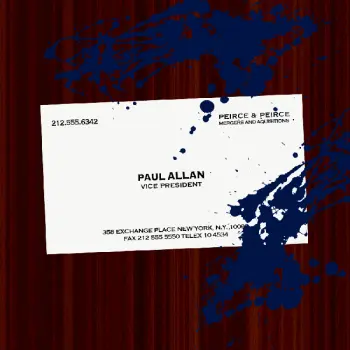 212.555.6342
PEIRCE & PEIRCE
MERGERS AND AQUISITIONS
PAUL ALLAN
VICE PRESIDENT
358 EXCHANGE PLACE NEW YORK, N.Y.
FAX 212 555 5550 TELEX 10 4534